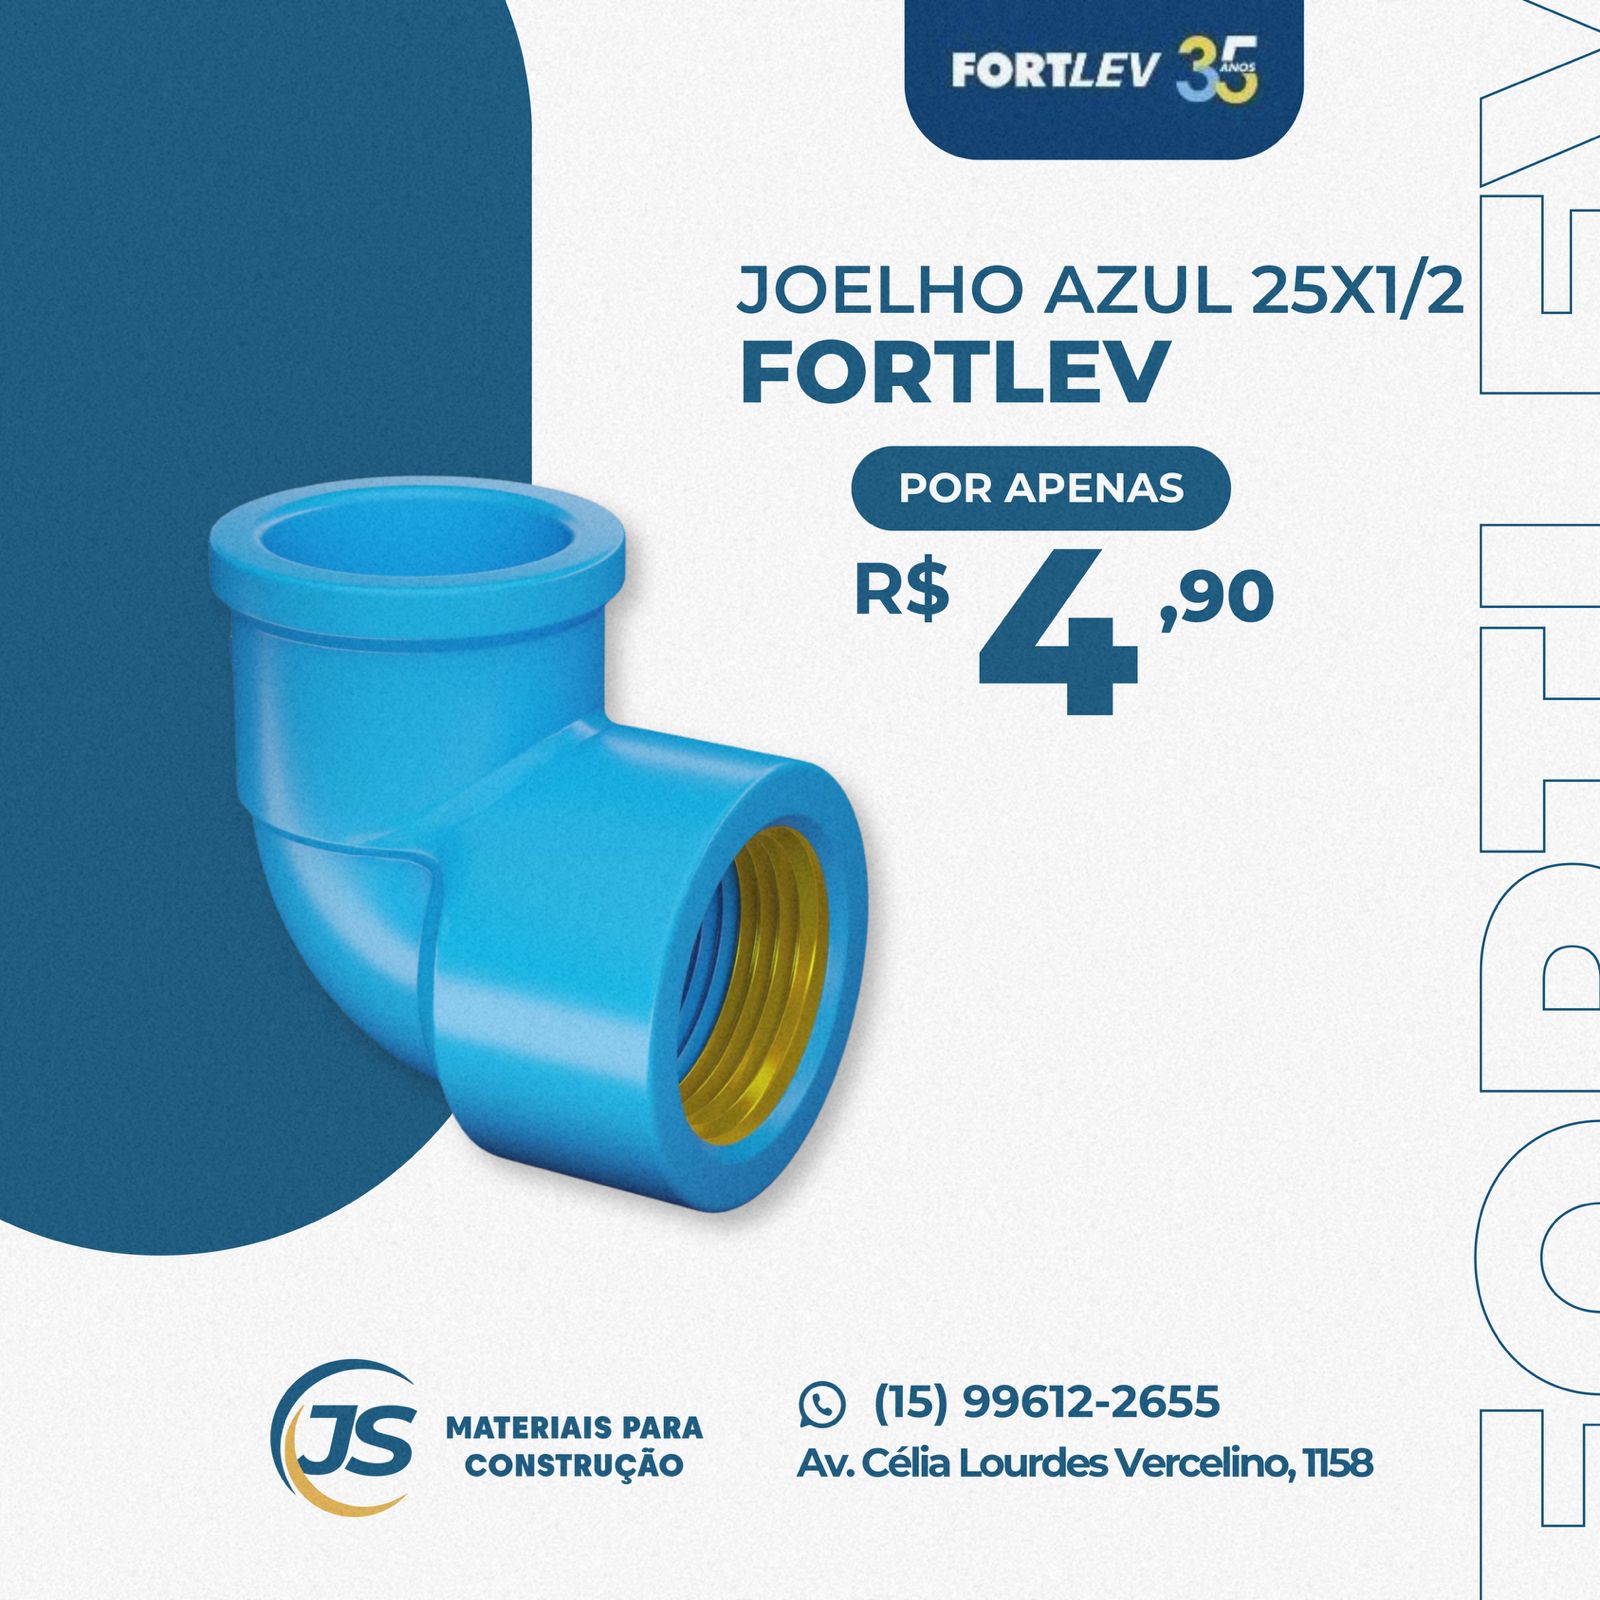 FORTLEV 35
ANOS
JOELHO AZUL 25X1/2
FORTLEV
POR APENAS
R$ 4,90
FORTLEV
JS MATERIAIS PARA
CONSTRUÇÃO
(15) 99612-2655
Av. Célia Lourdes Vercelino, 1158